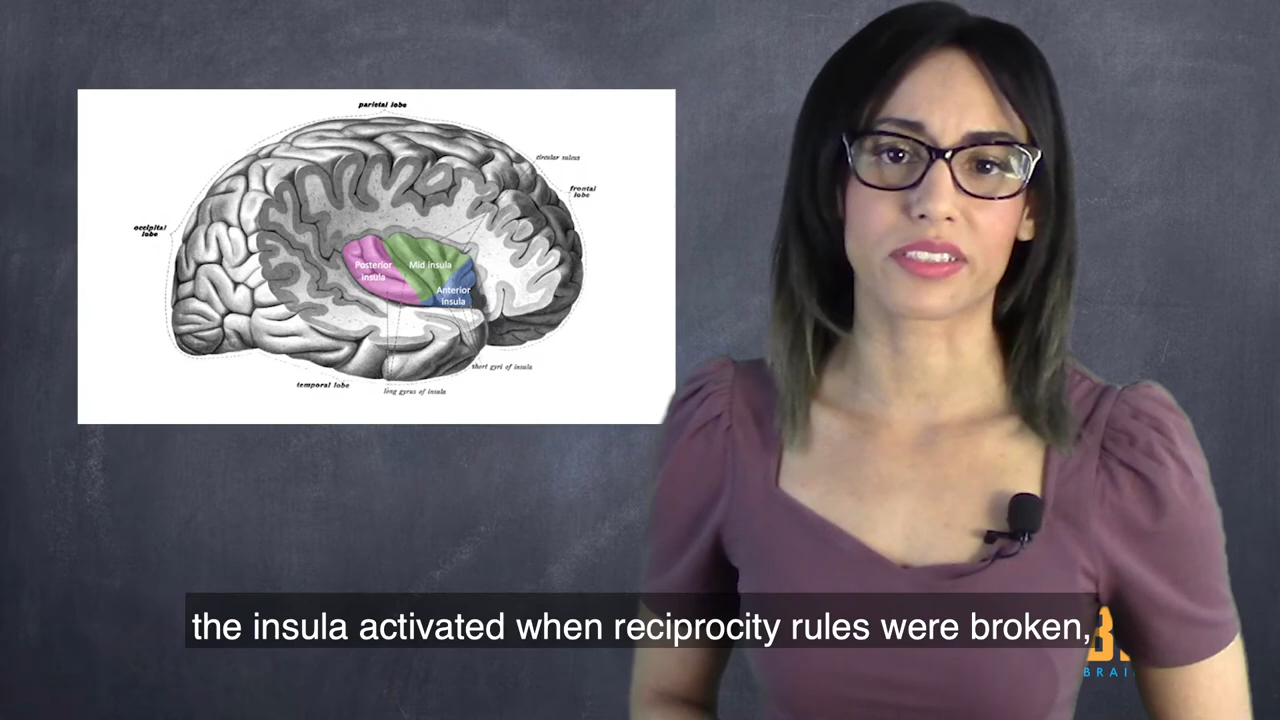 parietal lobe
circular sulcus
frontal
lobe
occipital
lobe
Posterior
insula
Mid insula
Anterior
insula
short gyri of insula
temporal lobe
long gyrus of insula
the insula activated when reciprocity rules were broken,